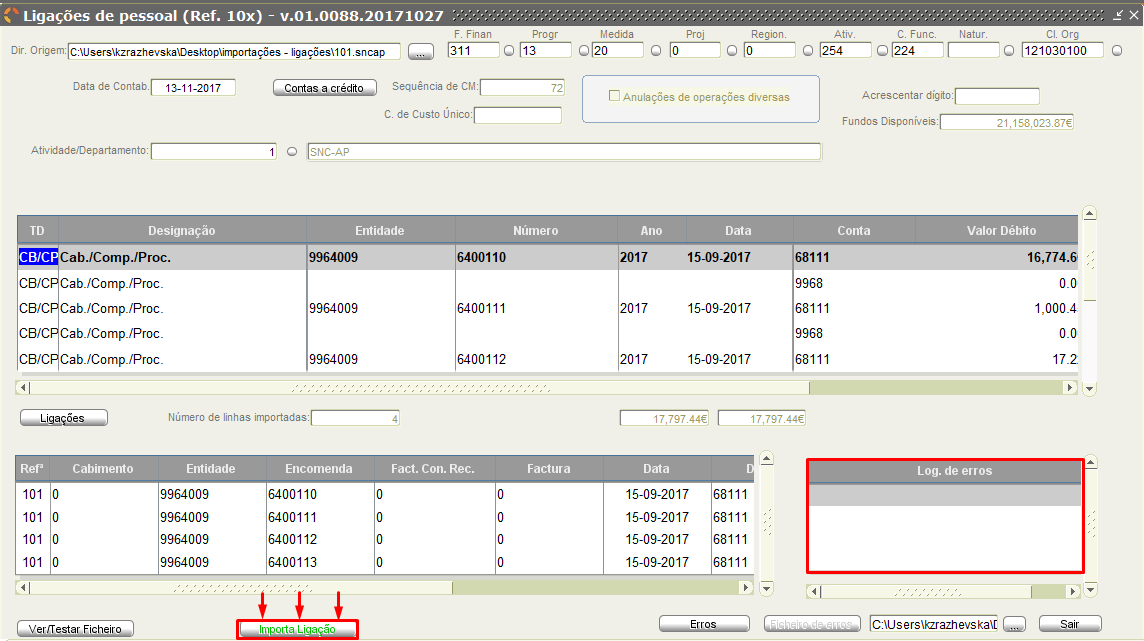 Ligações de pessoal (Ref. 10x) - v.01.0088.20171027
F. Finan Progr Medida Proj Region. Ativ. C. Func. Natur. Cl. Org
Dir. Origem: C:\Users\kzrazhevska\Desktop\importações - ligações\101.sncap ... 311 13 20 0 0 254 224 121030100
Data de Contab. 13-11-2017 Contas a crédito Sequência de CM: 72 Anulações de operações diversas Acrescentar dígito:
C. de Custo Único: Fundos Disponíveis: 21,158,023.87€
Atividade/Departamento: 1 SNC-AP
TD Designação Entidade Número Ano Data Conta Valor Débito
CB/CP Cab./Comp./Proc. 9964009 6400110 2017 15-09-2017 68111 16,774.6
CB/CP Cab./Comp./Proc. 9968 0.0
CB/CP Cab./Comp./Proc. 9964009 6400111 2017 15-09-2017 68111 1,000.4
CB/CP Cab./Comp./Proc. 9968 0.0
CB/CP Cab./Comp./Proc. 9964009 6400112 2017 15-09-2017 68111 17.2
Ligações Número de linhas importadas: 4 17,797.44€ 17,797.44€
Refª Cabimento Entidade Encomenda Fact. Con. Rec. Factura Data D
101 0 9964009 6400110 0 0 15-09-2017 68111
101 0 9964009 6400111 0 0 15-09-2017 68111
101 0 9964009 6400112 0 0 15-09-2017 68111
101 0 9964009 6400113 0 0 15-09-2017 68111
Log. de erros
Ver/Testar Ficheiro Importa Ligação Erros Ficheiro de erros C:\Users\kzrazhevska\D ... Sair